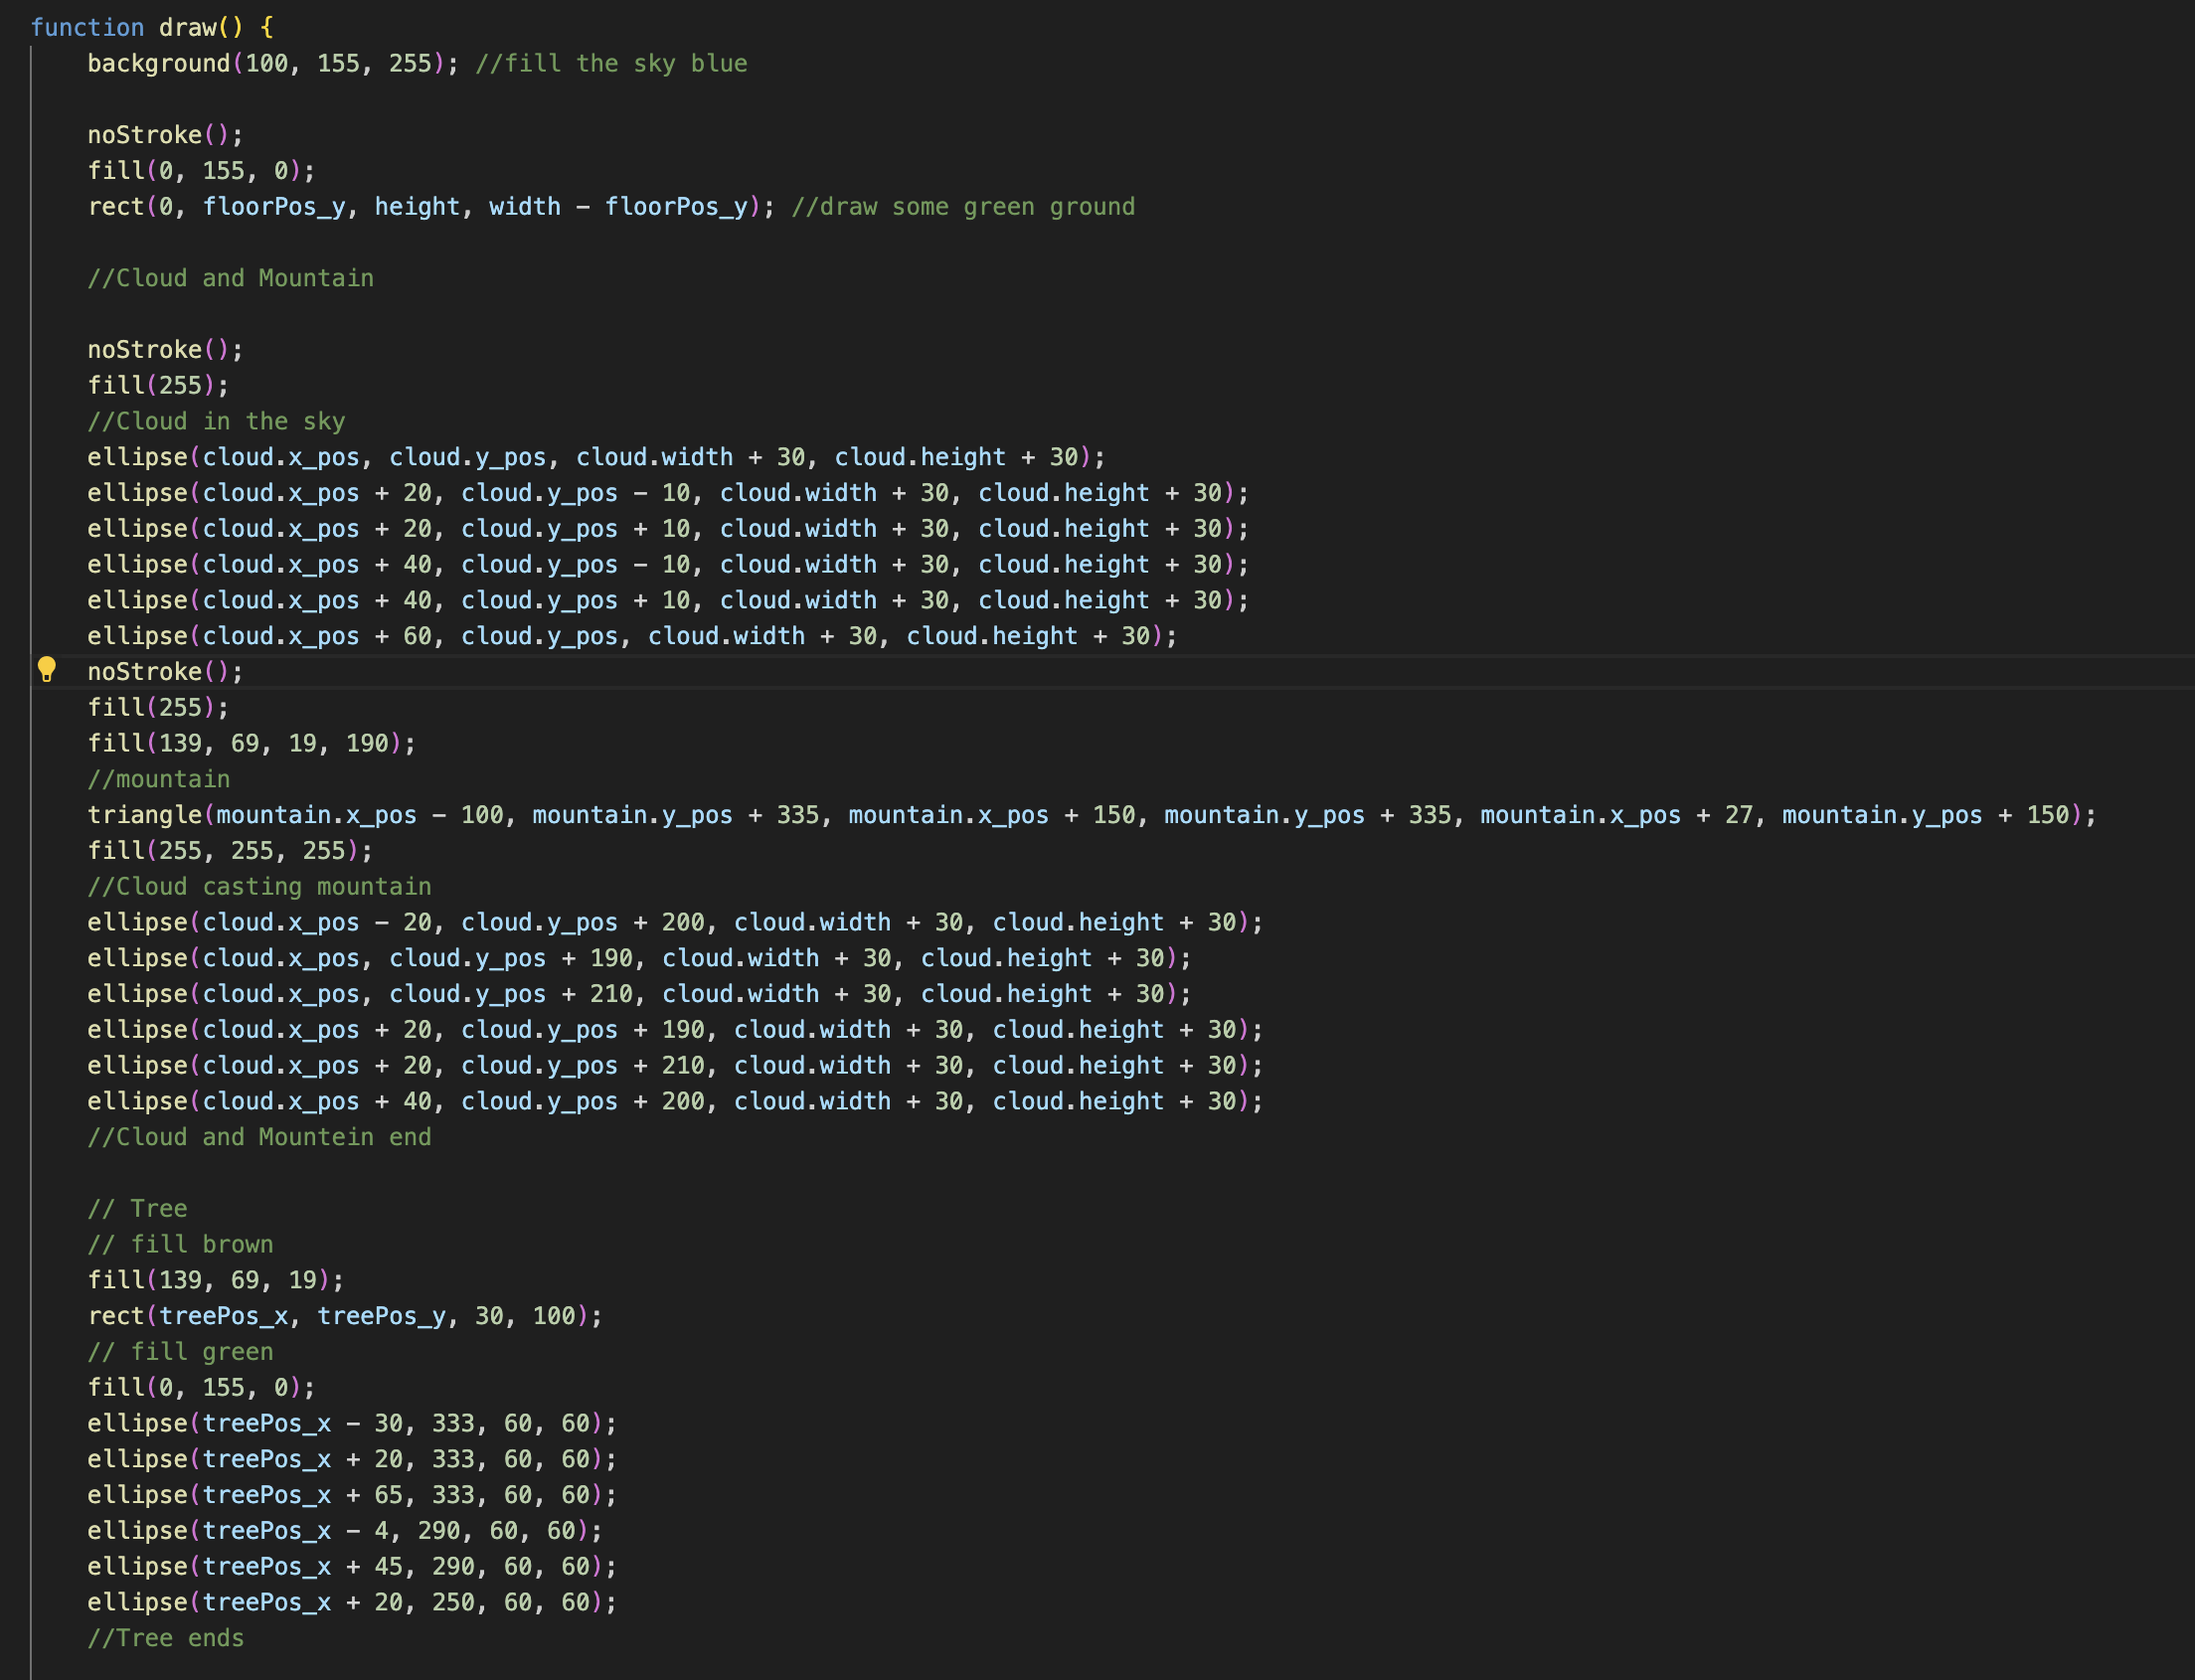 function draw() {
    background(100, 155, 255); //fill the sky blue

    noStroke();
    fill(0, 155, 0);
    rect(0, floorPos_y, height, width - floorPos_y); //draw some green ground

    //Cloud and Mountain

    noStroke();
    fill(255);
    //Cloud in the sky
    ellipse(cloud.x_pos, cloud.y_pos, cloud.width + 30, cloud.height + 30);
    ellipse(cloud.x_pos + 20, cloud.y_pos - 10, cloud.width + 30, cloud.height + 30);
    ellipse(cloud.x_pos + 20, cloud.y_pos + 10, cloud.width + 30, cloud.height + 30);
    ellipse(cloud.x_pos + 40, cloud.y_pos - 10, cloud.width + 30, cloud.height + 30);
    ellipse(cloud.x_pos + 40, cloud.y_pos + 10, cloud.width + 30, cloud.height + 30);
    ellipse(cloud.x_pos + 60, cloud.y_pos, cloud.width + 30, cloud.height + 30);
    noStroke();
    fill(255);
    fill(139, 69, 19, 190);
    //mountain
    triangle(mountain.x_pos - 100, mountain.y_pos + 335, mountain.x_pos + 150, mountain.y_pos + 335, mountain.x_pos + 27, mountain.y_pos + 150);
    fill(255, 255, 255);
    //Cloud casting mountain
    ellipse(cloud.x_pos - 20, cloud.y_pos + 200, cloud.width + 30, cloud.height + 30);
    ellipse(cloud.x_pos, cloud.y_pos + 190, cloud.width + 30, cloud.height + 30);
    ellipse(cloud.x_pos, cloud.y_pos + 210, cloud.width + 30, cloud.height + 30);
    ellipse(cloud.x_pos + 20, cloud.y_pos + 190, cloud.width + 30, cloud.height + 30);
    ellipse(cloud.x_pos + 20, cloud.y_pos + 210, cloud.width + 30, cloud.height + 30);
    ellipse(cloud.x_pos + 40, cloud.y_pos + 200, cloud.width + 30, cloud.height + 30);
    //Cloud and Mountein end

    // Tree
    // fill brown
    fill(139, 69, 19);
    rect(treePos_x, treePos_y, 30, 100);
    // fill green
    fill(0, 155, 0);
    ellipse(treePos_x - 30, 333, 60, 60);
    ellipse(treePos_x + 20, 333, 60, 60);
    ellipse(treePos_x + 65, 333, 60, 60);
    ellipse(treePos_x - 4, 290, 60, 60);
    ellipse(treePos_x + 45, 290, 60, 60);
    ellipse(treePos_x + 20, 250, 60, 60);
    //Tree ends